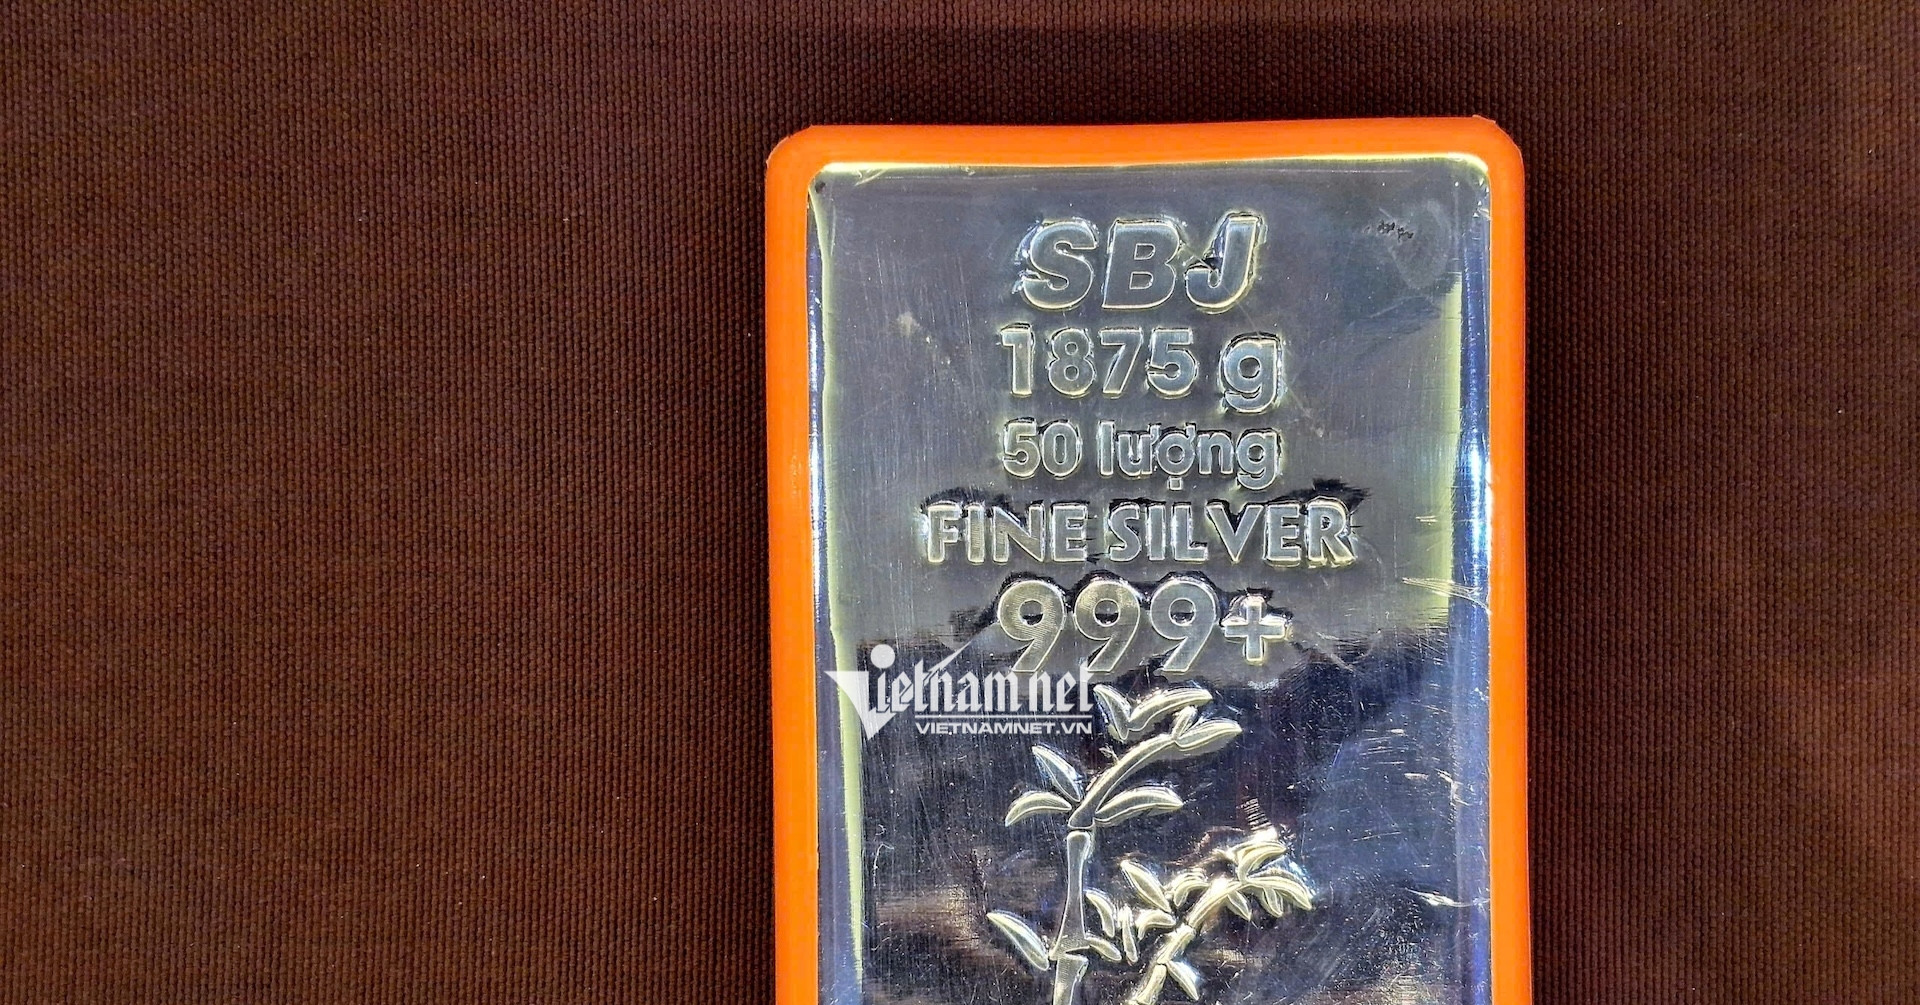 SBJ
1875 g
50 lượng
FINE SILVER
999+
Vietnamnet
VIETNAMNET.VN